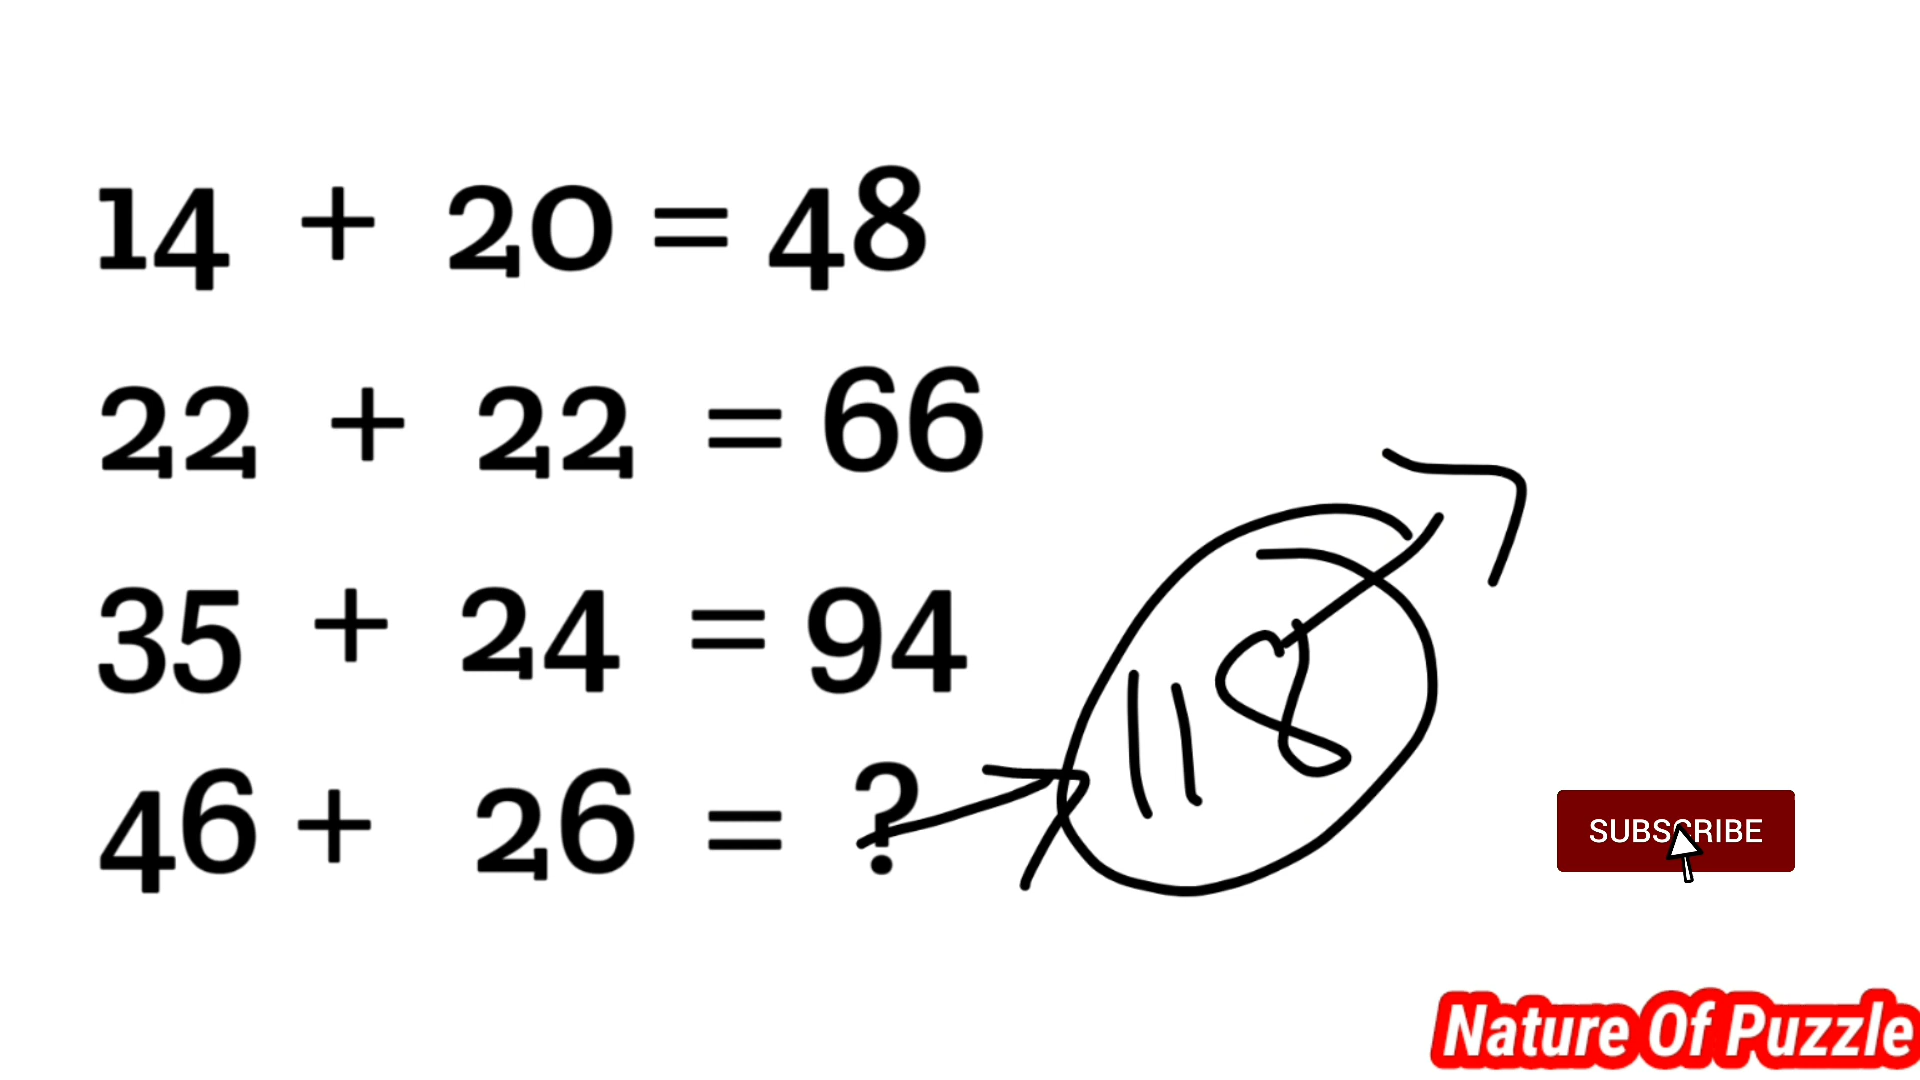 14 + 20 = 48
22 + 22 = 66
35 + 24 = 94
46 + 26 = ?
118
SUBSCRIBE
Nature Of Puzzle